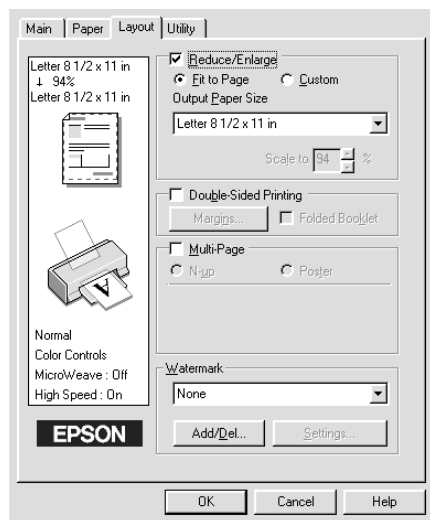 Main Paper Layout Utility
Letter 8 1/2 x 11 in
↓ 94%
Letter 8 1/2 x 11 in
A
Normal
Color Controls
MicroWeave : Off
High Speed : On
EPSON
Reduce/Enlarge
Fit to Page Custom
Output Paper Size
Letter 8 1/2 x 11 in
Scale to 94 %
Double-Sided Printing
Margins... Folded Booklet
Multi-Page
N-up Poster
Watermark
None
Add/Del... Settings...
OK Cancel Help